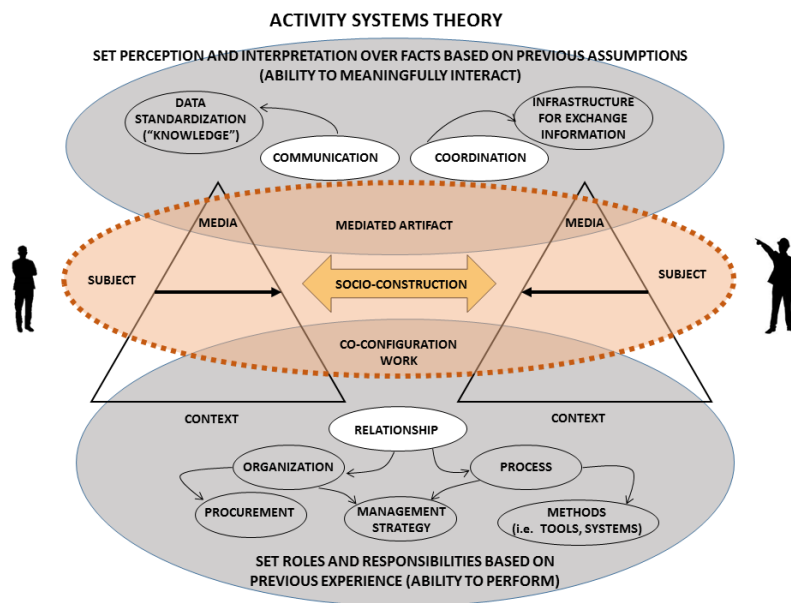 ACTIVITY SYSTEMS THEORY
SET PERCEPTION AND INTERPRETATION OVER FACTS BASED ON PREVIOUS ASSUMPTIONS
(ABILITY TO MEANINGFULLY INTERACT)
DATA
STANDARDIZATION
("KNOWLEDGE")
INFRASTRUCTURE
FOR EXCHANGE
INFORMATION
COMMUNICATION
COORDINATION
MEDIA
MEDIATED ARTIFACT
MEDIA
SUBJECT
SOCIO-CONSTRUCTION
SUBJECT
CO-CONFIGURATION
WORK
CONTEXT
CONTEXT
RELATIONSHIP
ORGANIZATION
PROCESS
PROCUREMENT
MANAGEMENT
STRATEGY
METHODS
(i.e. TOOLS, SYSTEMS)
SET ROLES AND RESPONSIBILITIES BASED ON
PREVIOUS EXPERIENCE (ABILITY TO PERFORM)